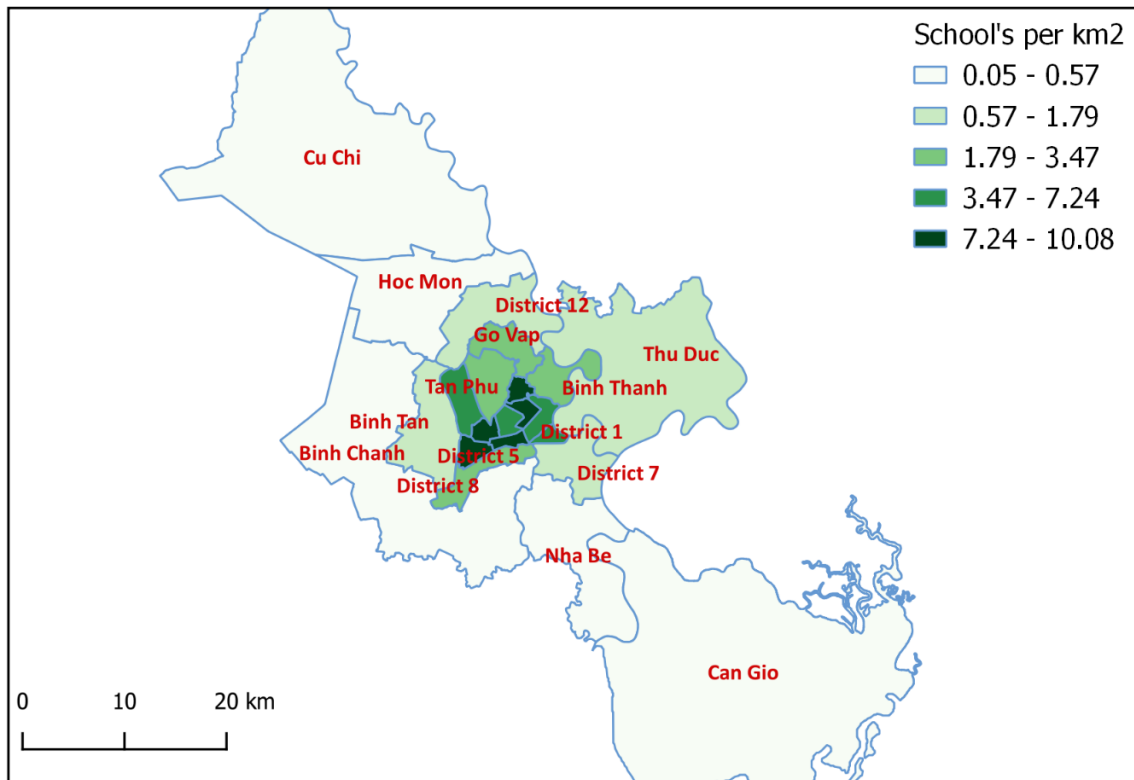 School's per km2
0.05 - 0.57
0.57 - 1.79
1.79 - 3.47
3.47 - 7.24
7.24 - 10.08
Cu Chi
Hoc Mon
District 12
Go Vap
Thu Duc
Tan Phu
Binh Thanh
Binh Tan
District 1
Binh Chanh
District 5
District 7
District 8
Nha Be
Can Gio
0 10 20 km